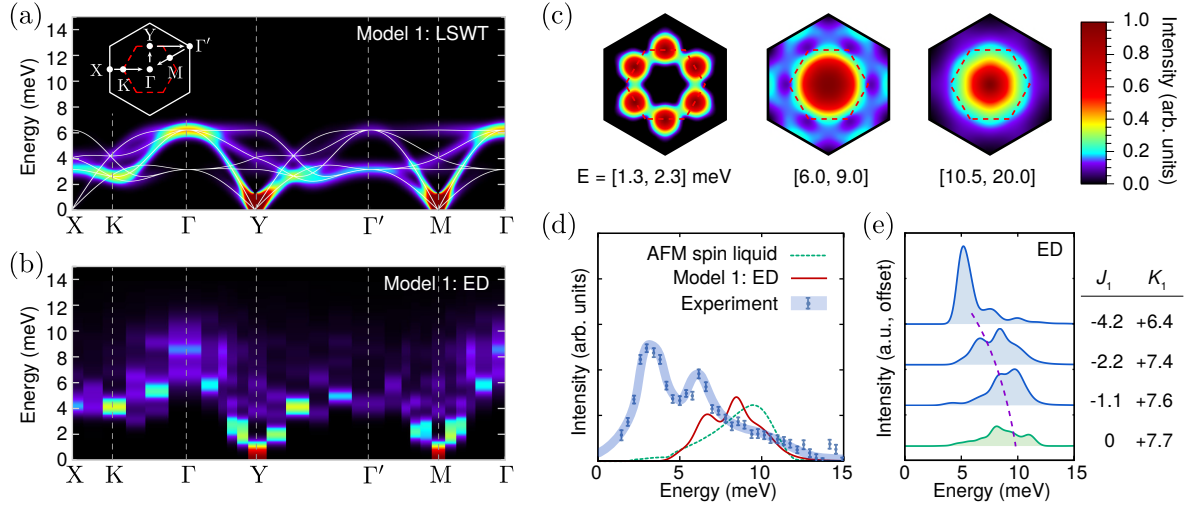 (a)
15
12
10
8
6
4
2
0
Energy (meV)
Model 1: LSWT
Y
Γ′
X
K
Γ
M
X K Γ Y Γ′ M Γ
(b)
14
12
10
8
6
4
2
0
Energy (meV)
Model 1: ED
X K Γ Y Γ′ M Γ
(c)
E = [1.3, 2.3] meV
[6.0, 9.0]
[10.5, 20.0]
1.0
0.8
0.6
0.4
0.2
0.0
Intensity (arb. units)
(d)
AFM spin liquid
Model 1: ED
Experiment
Intensity (arb. units)
0 5 10 15
Energy (meV)
(e)
ED
Intensity (a.u., offset)
0 5 10 15
Energy (meV)
J1 K1
-4.2 +6.4
-2.2 +7.4
-1.1 +7.6
0 +7.7